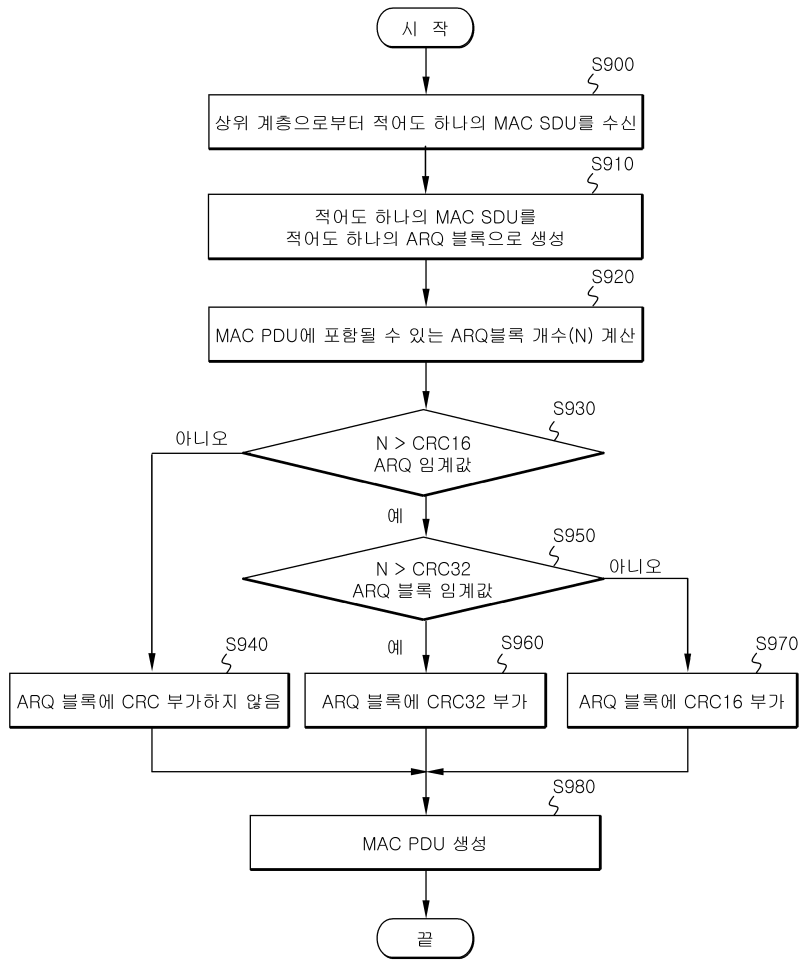 시 작
S900
상위 계층으로부터 적어도 하나의 MAC SDU를 수신
S910
적어도 하나의 MAC SDU를
적어도 하나의 ARQ 블록으로 생성
S920
MAC PDU에 포함될 수 있는 ARQ블록 개수(N) 계산
S930
아니오
N > CRC16
ARQ 임계값
예
S950
N > CRC32
ARQ 블록 임계값
아니오
예
S940
ARQ 블록에 CRC 부가하지 않음
S960
ARQ 블록에 CRC32 부가
S970
ARQ 블록에 CRC16 부가
S980
MAC PDU 생성
끝